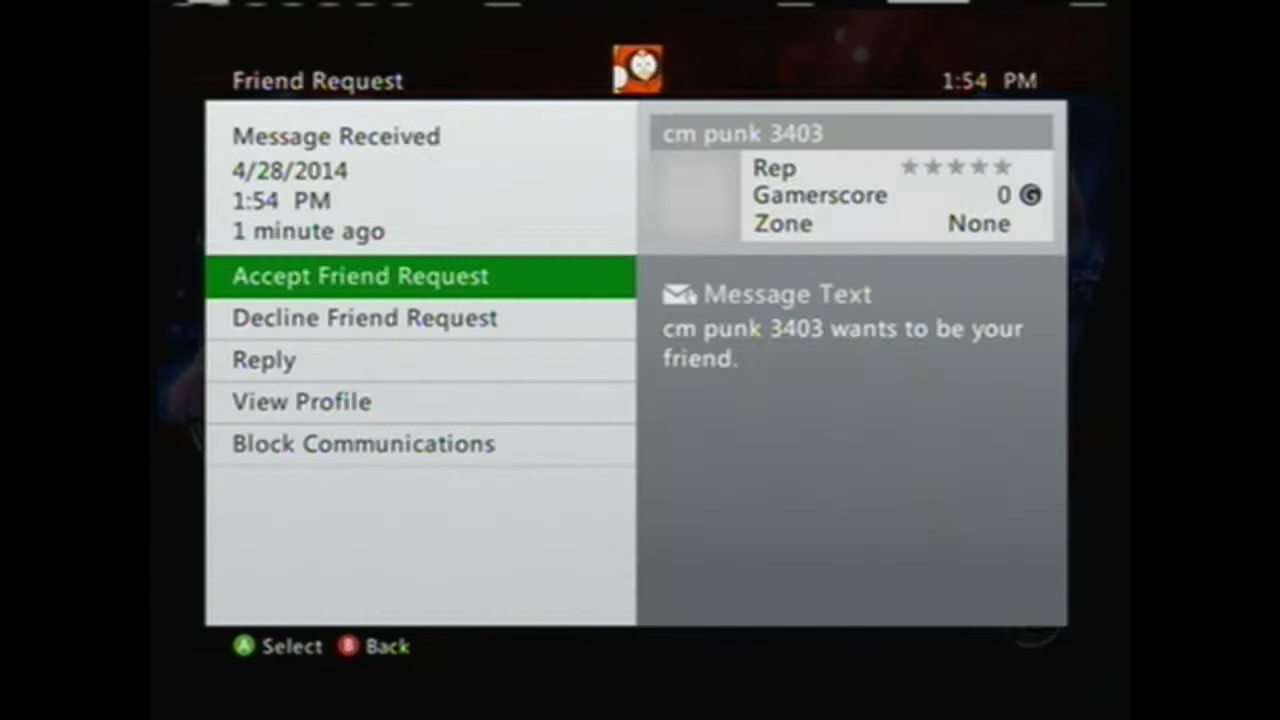 Friend Request
1:54 PM
Message Received
4/28/2014
1:54 PM
1 minute ago
Accept Friend Request
Decline Friend Request
Reply
View Profile
Block Communications
cm punk 3403
Rep
Gamerscore 0 G
Zone None
Message Text
cm punk 3403 wants to be your
friend.
A Select B Back